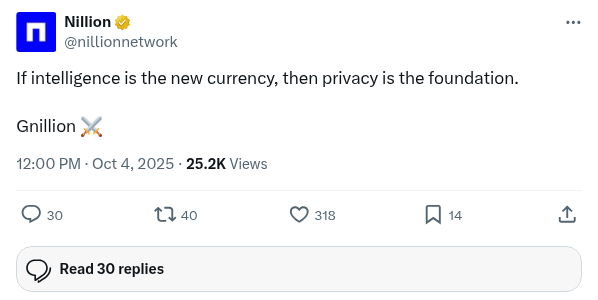 Nillion
@nillionnetwork
If intelligence is the new currency, then privacy is the foundation.
Gnillion ⚔️
12:00 PM · Oct 4, 2025 · 25.2K Views
30 40 318 14
Read 30 replies